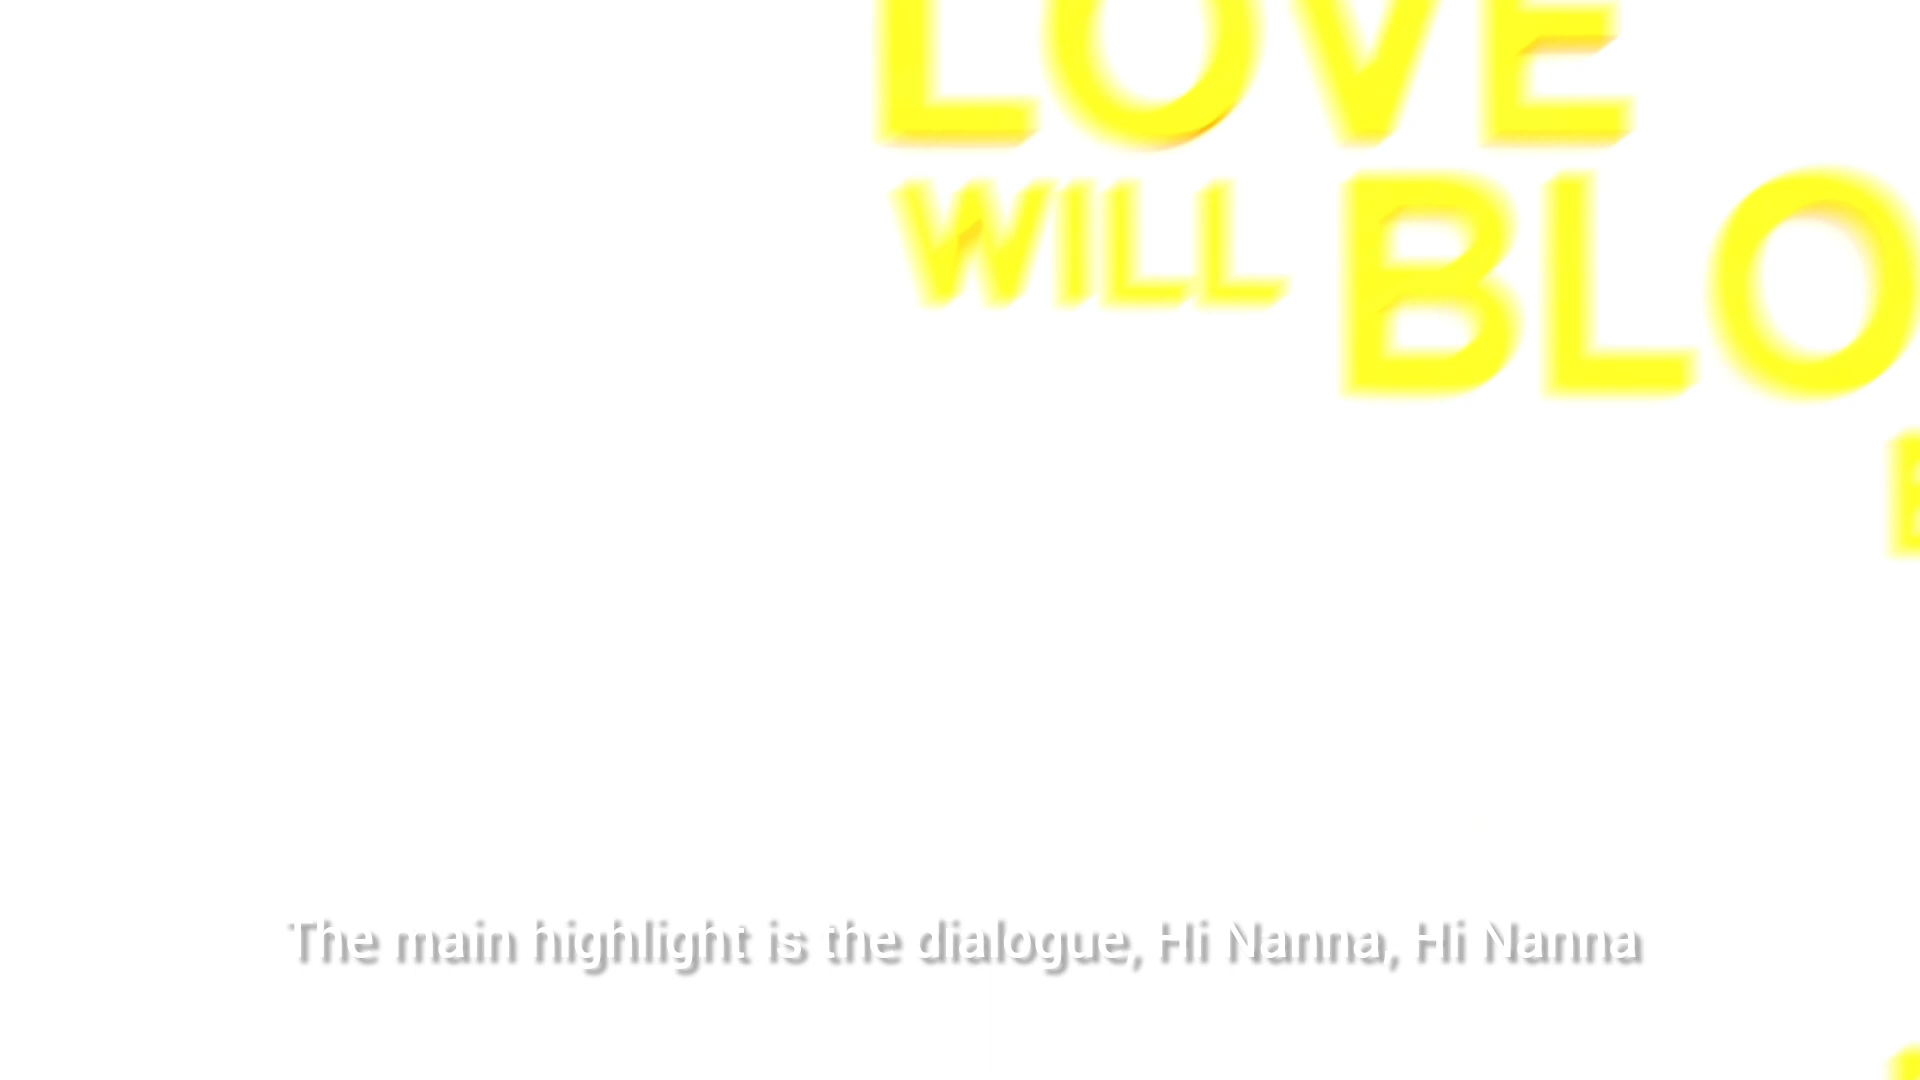 LOVE
WILL BLO
The main highlight is the dialogue, Hi Nanna, Hi Nanna